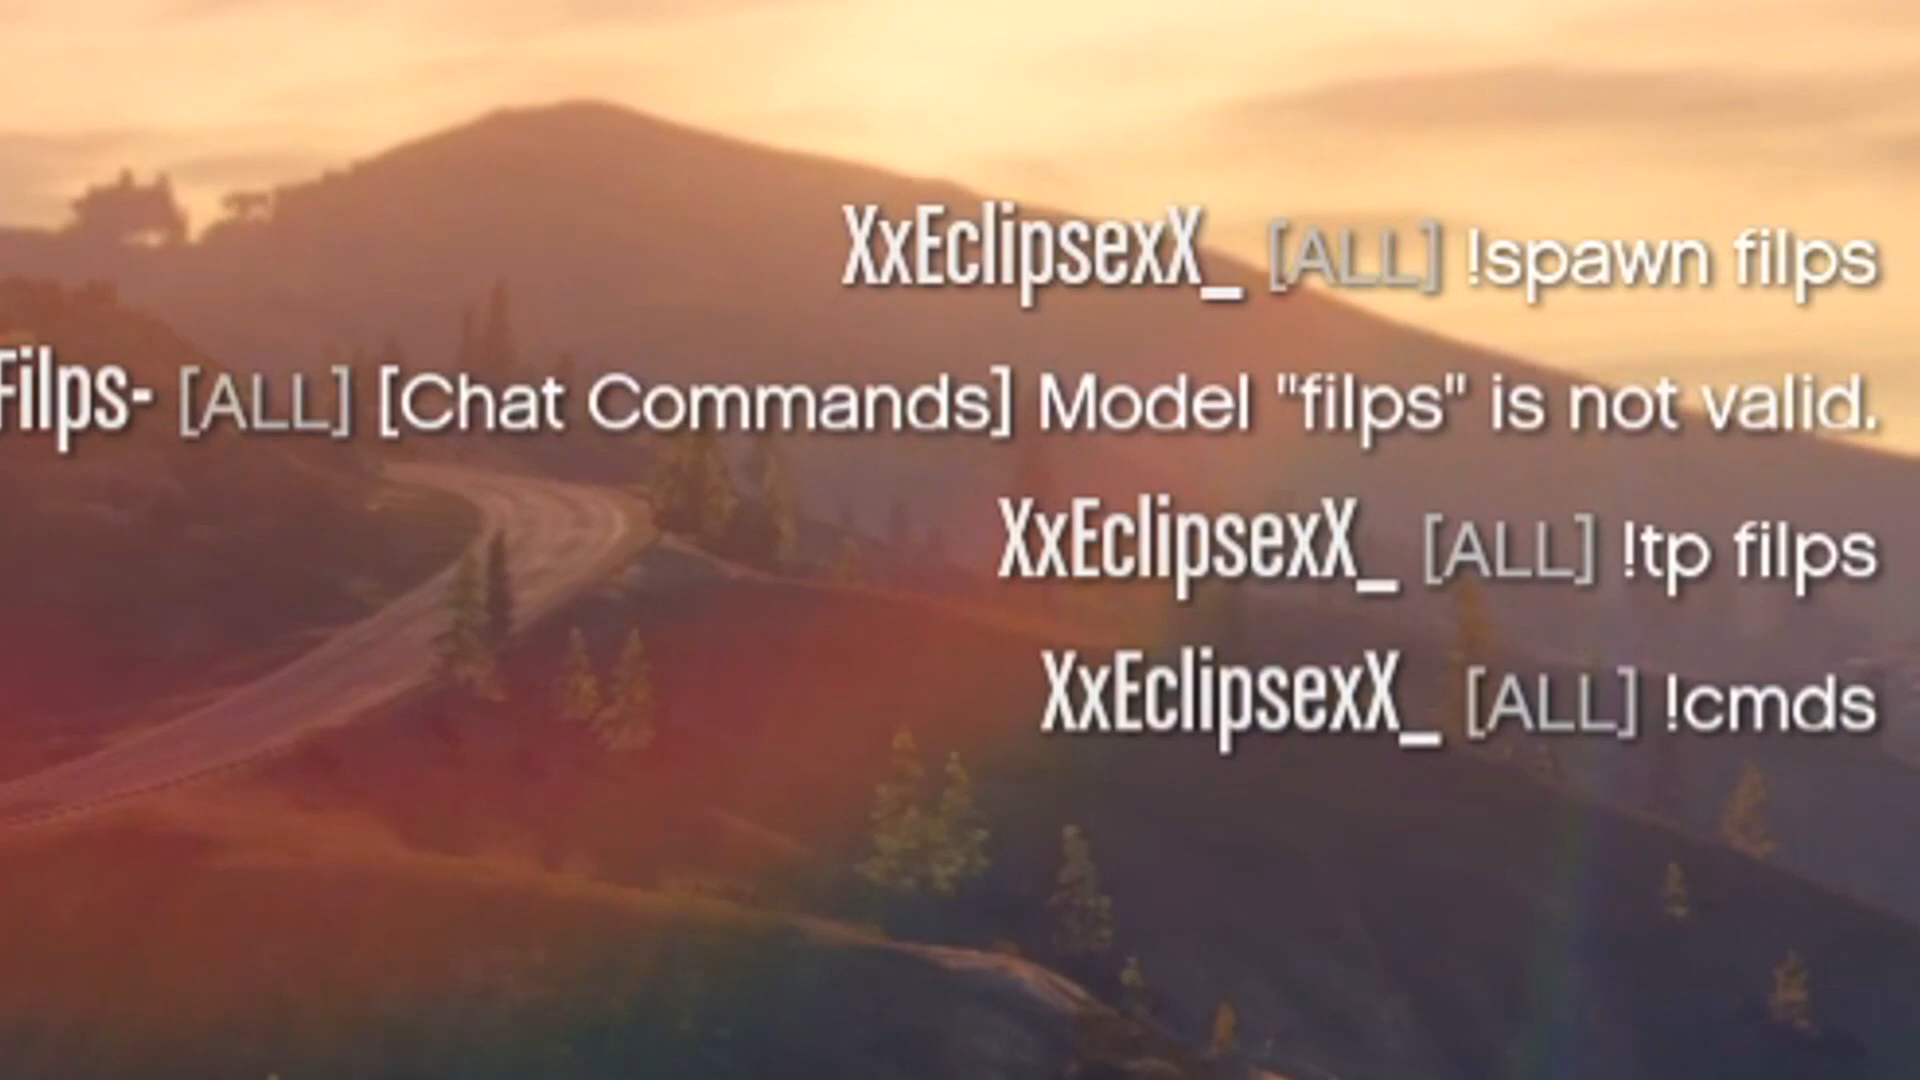 XxEclipsexX_ [ALL] !spawn filps
Filps- [ALL] [Chat Commands] Model "filps" is not valid.
XxEclipsexX_ [ALL] !tp filps
XxEclipsexX_ [ALL] !cmds